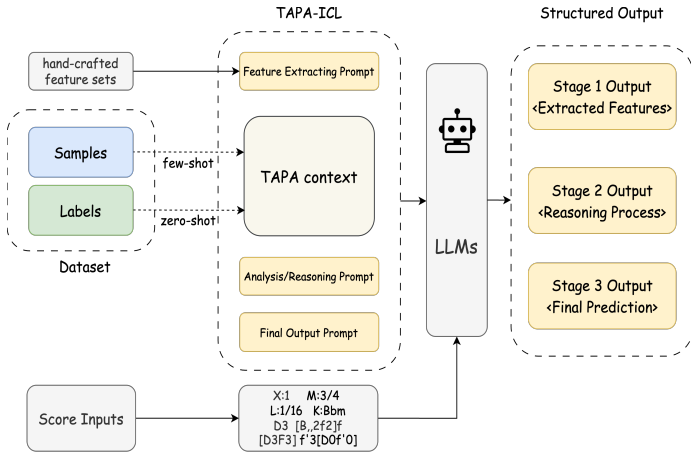 TAPA-ICL
Structured Output
hand-crafted
feature sets
Feature Extracting Prompt
Samples
few-shot
Labels
zero-shot
Dataset
TAPA context
Analysis/Reasoning Prompt
Final Output Prompt
LLMs
Stage 1 Output
<Extracted Features>
Stage 2 Output
<Reasoning Process>
Stage 3 Output
<Final Prediction>
Score Inputs
X:1 M:3/4
L:1/16 K:Bbm
D3 [B,,2f2]f
[D3F3] f'3[D0f'0]